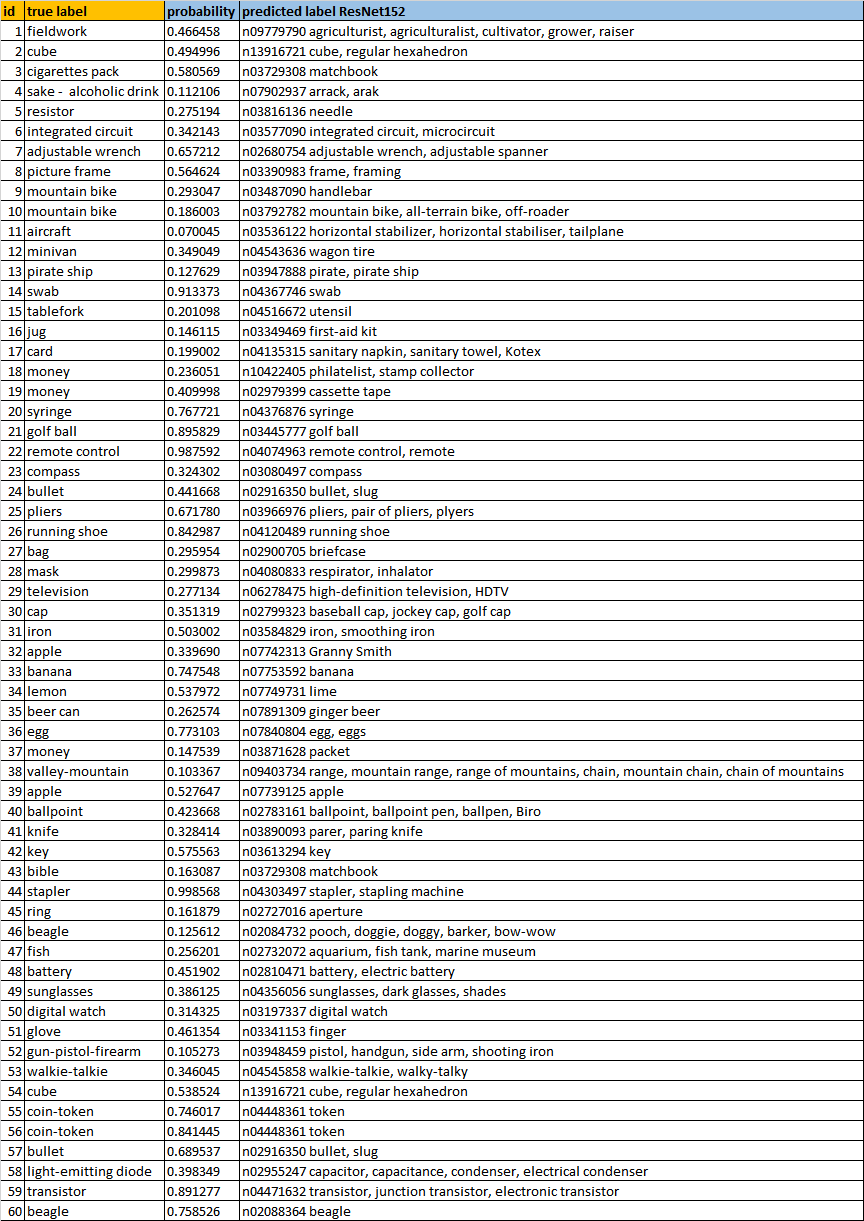 id true label probability predicted label ResNet152
1 fieldwork 0.466458 n09779790 agriculturist, agriculturalist, cultivator, grower, raiser
2 cube 0.494996 n13916721 cube, regular hexahedron
3 cigarettes pack 0.580569 n03729308 matchbook
4 sake - alcoholic drink 0.112106 n07902937 arrack, arak
5 resistor 0.275194 n03816136 needle
6 integrated circuit 0.342143 n03577090 integrated circuit, microcircuit
7 adjustable wrench 0.657212 n02680754 adjustable wrench, adjustable spanner
8 picture frame 0.564624 n03390983 frame, framing
9 mountain bike 0.293047 n03487090 handlebar
10 mountain bike 0.186003 n03792782 mountain bike, all-terrain bike, off-roader
11 aircraft 0.070045 n03536122 horizontal stabilizer, horizontal stabiliser, tailplane
12 minivan 0.349049 n04543636 wagon tire
13 pirate ship 0.127629 n03947888 pirate, pirate ship
14 swab 0.913373 n04367746 swab
15 tablefork 0.201098 n04516672 utensil
16 jug 0.146115 n03349469 first-aid kit
17 card 0.199002 n04135315 sanitary napkin, sanitary towel, Kotex
18 money 0.236051 n10422405 philatelist, stamp collector
19 money 0.409998 n02979399 cassette tape
20 syringe 0.767721 n04376876 syringe
21 golf ball 0.895829 n03445777 golf ball
22 remote control 0.987592 n04074963 remote control, remote
23 compass 0.324302 n03080497 compass
24 bullet 0.441668 n02916350 bullet, slug
25 pliers 0.671780 n03966976 pliers, pair of pliers, plyers
26 running shoe 0.842987 n04120489 running shoe
27 bag 0.295954 n02900705 briefcase
28 mask 0.299873 n04080833 respirator, inhalator
29 television 0.277134 n06278475 high-definition television, HDTV
30 cap 0.351319 n02799323 baseball cap, jockey cap, golf cap
31 iron 0.503002 n03584829 iron, smoothing iron
32 apple 0.339690 n07742313 Granny Smith
33 banana 0.747548 n07753592 banana
34 lemon 0.537972 n07749731 lime
35 beer can 0.262574 n07891309 ginger beer
36 egg 0.773103 n07840804 egg, eggs
37 money 0.147539 n03871628 packet
38 valley-mountain 0.103367 n09403734 range, mountain range, range of mountains, chain, mountain chain, chain of mountains
39 apple 0.527647 n07739125 apple
40 ballpoint 0.423668 n02783161 ballpoint, ballpoint pen, ballpen, Biro
41 knife 0.328414 n03890093 parer, paring knife
42 key 0.575563 n03613294 key
43 bible 0.163087 n03729308 matchbook
44 stapler 0.998568 n04303497 stapler, stapling machine
45 ring 0.161879 n02727016 aperture
46 beagle 0.125612 n02084732 pooch, doggie, doggy, barker, bow-wow
47 fish 0.256201 n02732072 aquarium, fish tank, marine museum
48 battery 0.451902 n02810471 battery, electric battery
49 sunglasses 0.386125 n04356056 sunglasses, dark glasses, shades
50 digital watch 0.314325 n03197337 digital watch
51 glove 0.461354 n03341153 finger
52 gun-pistol-firearm 0.105273 n03948459 pistol, handgun, side arm, shooting iron
53 walkie-talkie 0.346045 n04545858 walkie-talkie, walky-talky
54 cube 0.538524 n13916721 cube, regular hexahedron
55 coin-token 0.746017 n04448361 token
56 coin-token 0.841445 n04448361 token
57 bullet 0.689537 n02916350 bullet, slug
58 light-emitting diode 0.398349 n02955247 capacitor, capacitance, condenser, electrical condenser
59 transistor 0.891277 n04471632 transistor, junction transistor, electronic transistor
60 beagle 0.758526 n02088364 beagle